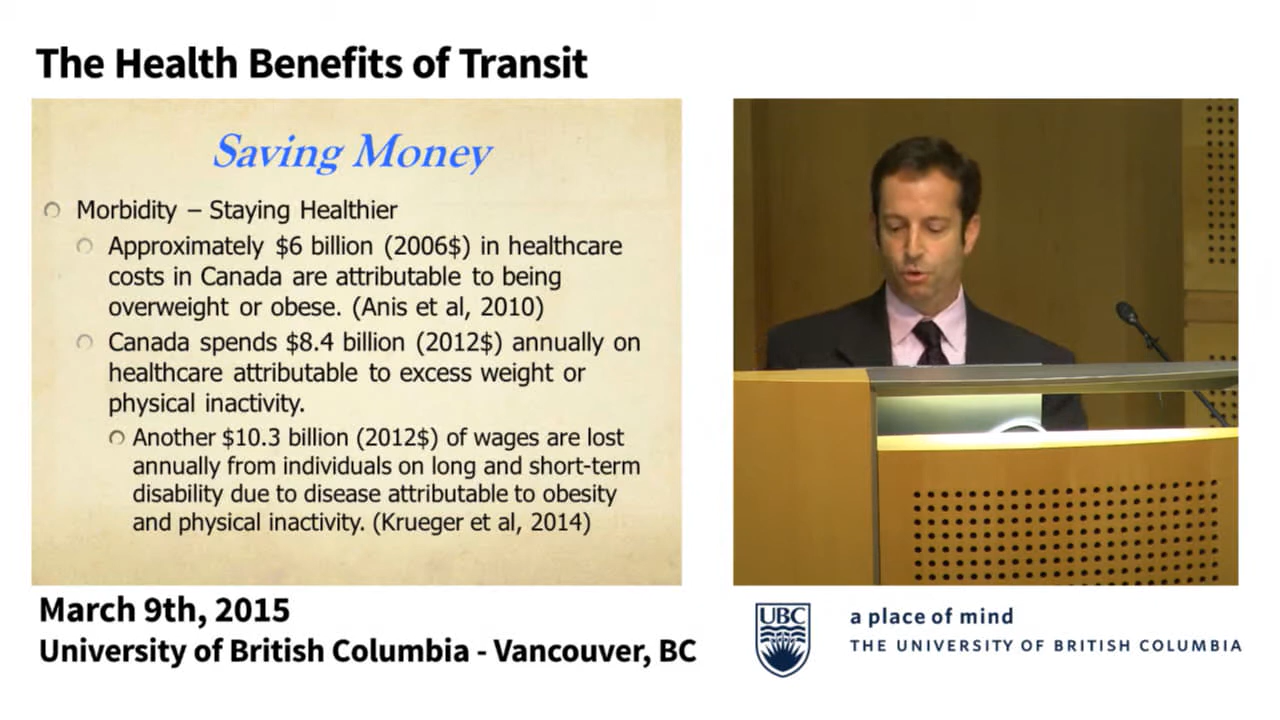 The Health Benefits of Transit
Saving Money
Morbidity – Staying Healthier
Approximately $6 billion (2006$) in healthcare
costs in Canada are attributable to being
overweight or obese. (Anis et al, 2010)
Canada spends $8.4 billion (2012$) annually on
healthcare attributable to excess weight or
physical inactivity.
Another $10.3 billion (2012$) of wages are lost
annually from individuals on long and short-term
disability due to disease attributable to obesity
and physical inactivity. (Krueger et al, 2014)
March 9th, 2015
University of British Columbia - Vancouver, BC
UBC
a place of mind
THE UNIVERSITY OF BRITISH COLUMBIA